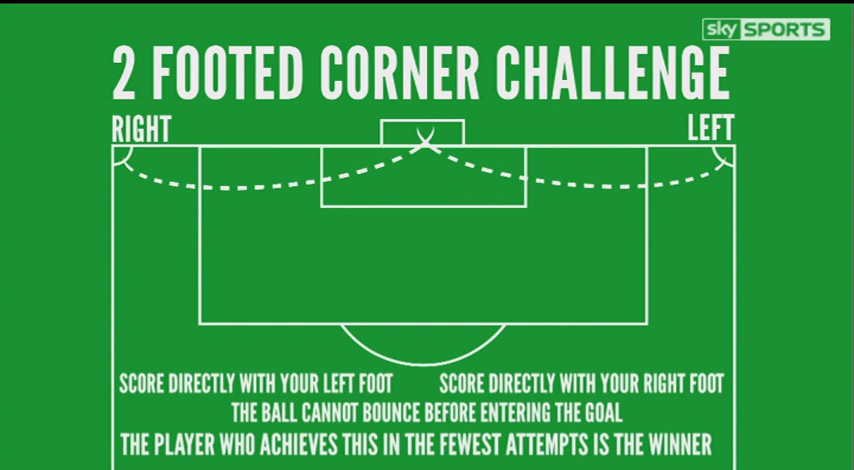 sky SPORTS
2 FOOTED CORNER CHALLENGE
RIGHT
LEFT
SCORE DIRECTLY WITH YOUR LEFT FOOT
SCORE DIRECTLY WITH YOUR RIGHT FOOT
THE BALL CANNOT BOUNCE BEFORE ENTERING THE GOAL
THE PLAYER WHO ACHIEVES THIS IN THE FEWEST ATTEMPTS IS THE WINNER